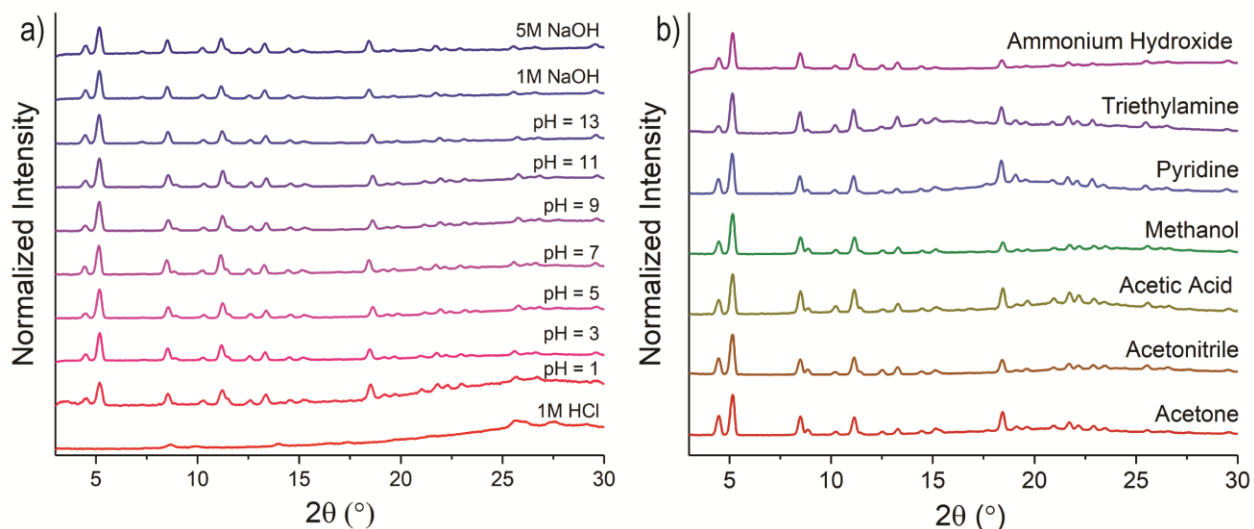 a)
5M NaOH
1M NaOH
pH = 13
pH = 11
pH = 9
pH = 7
pH = 5
pH = 3
pH = 1
1M HCl
Normalized Intensity
5 10 15 20 25 30
2θ (°)
b)
Ammonium Hydroxide
Triethylamine
Pyridine
Methanol
Acetic Acid
Acetonitrile
Acetone
Normalized Intensity
5 10 15 20 25 30
2θ (°)